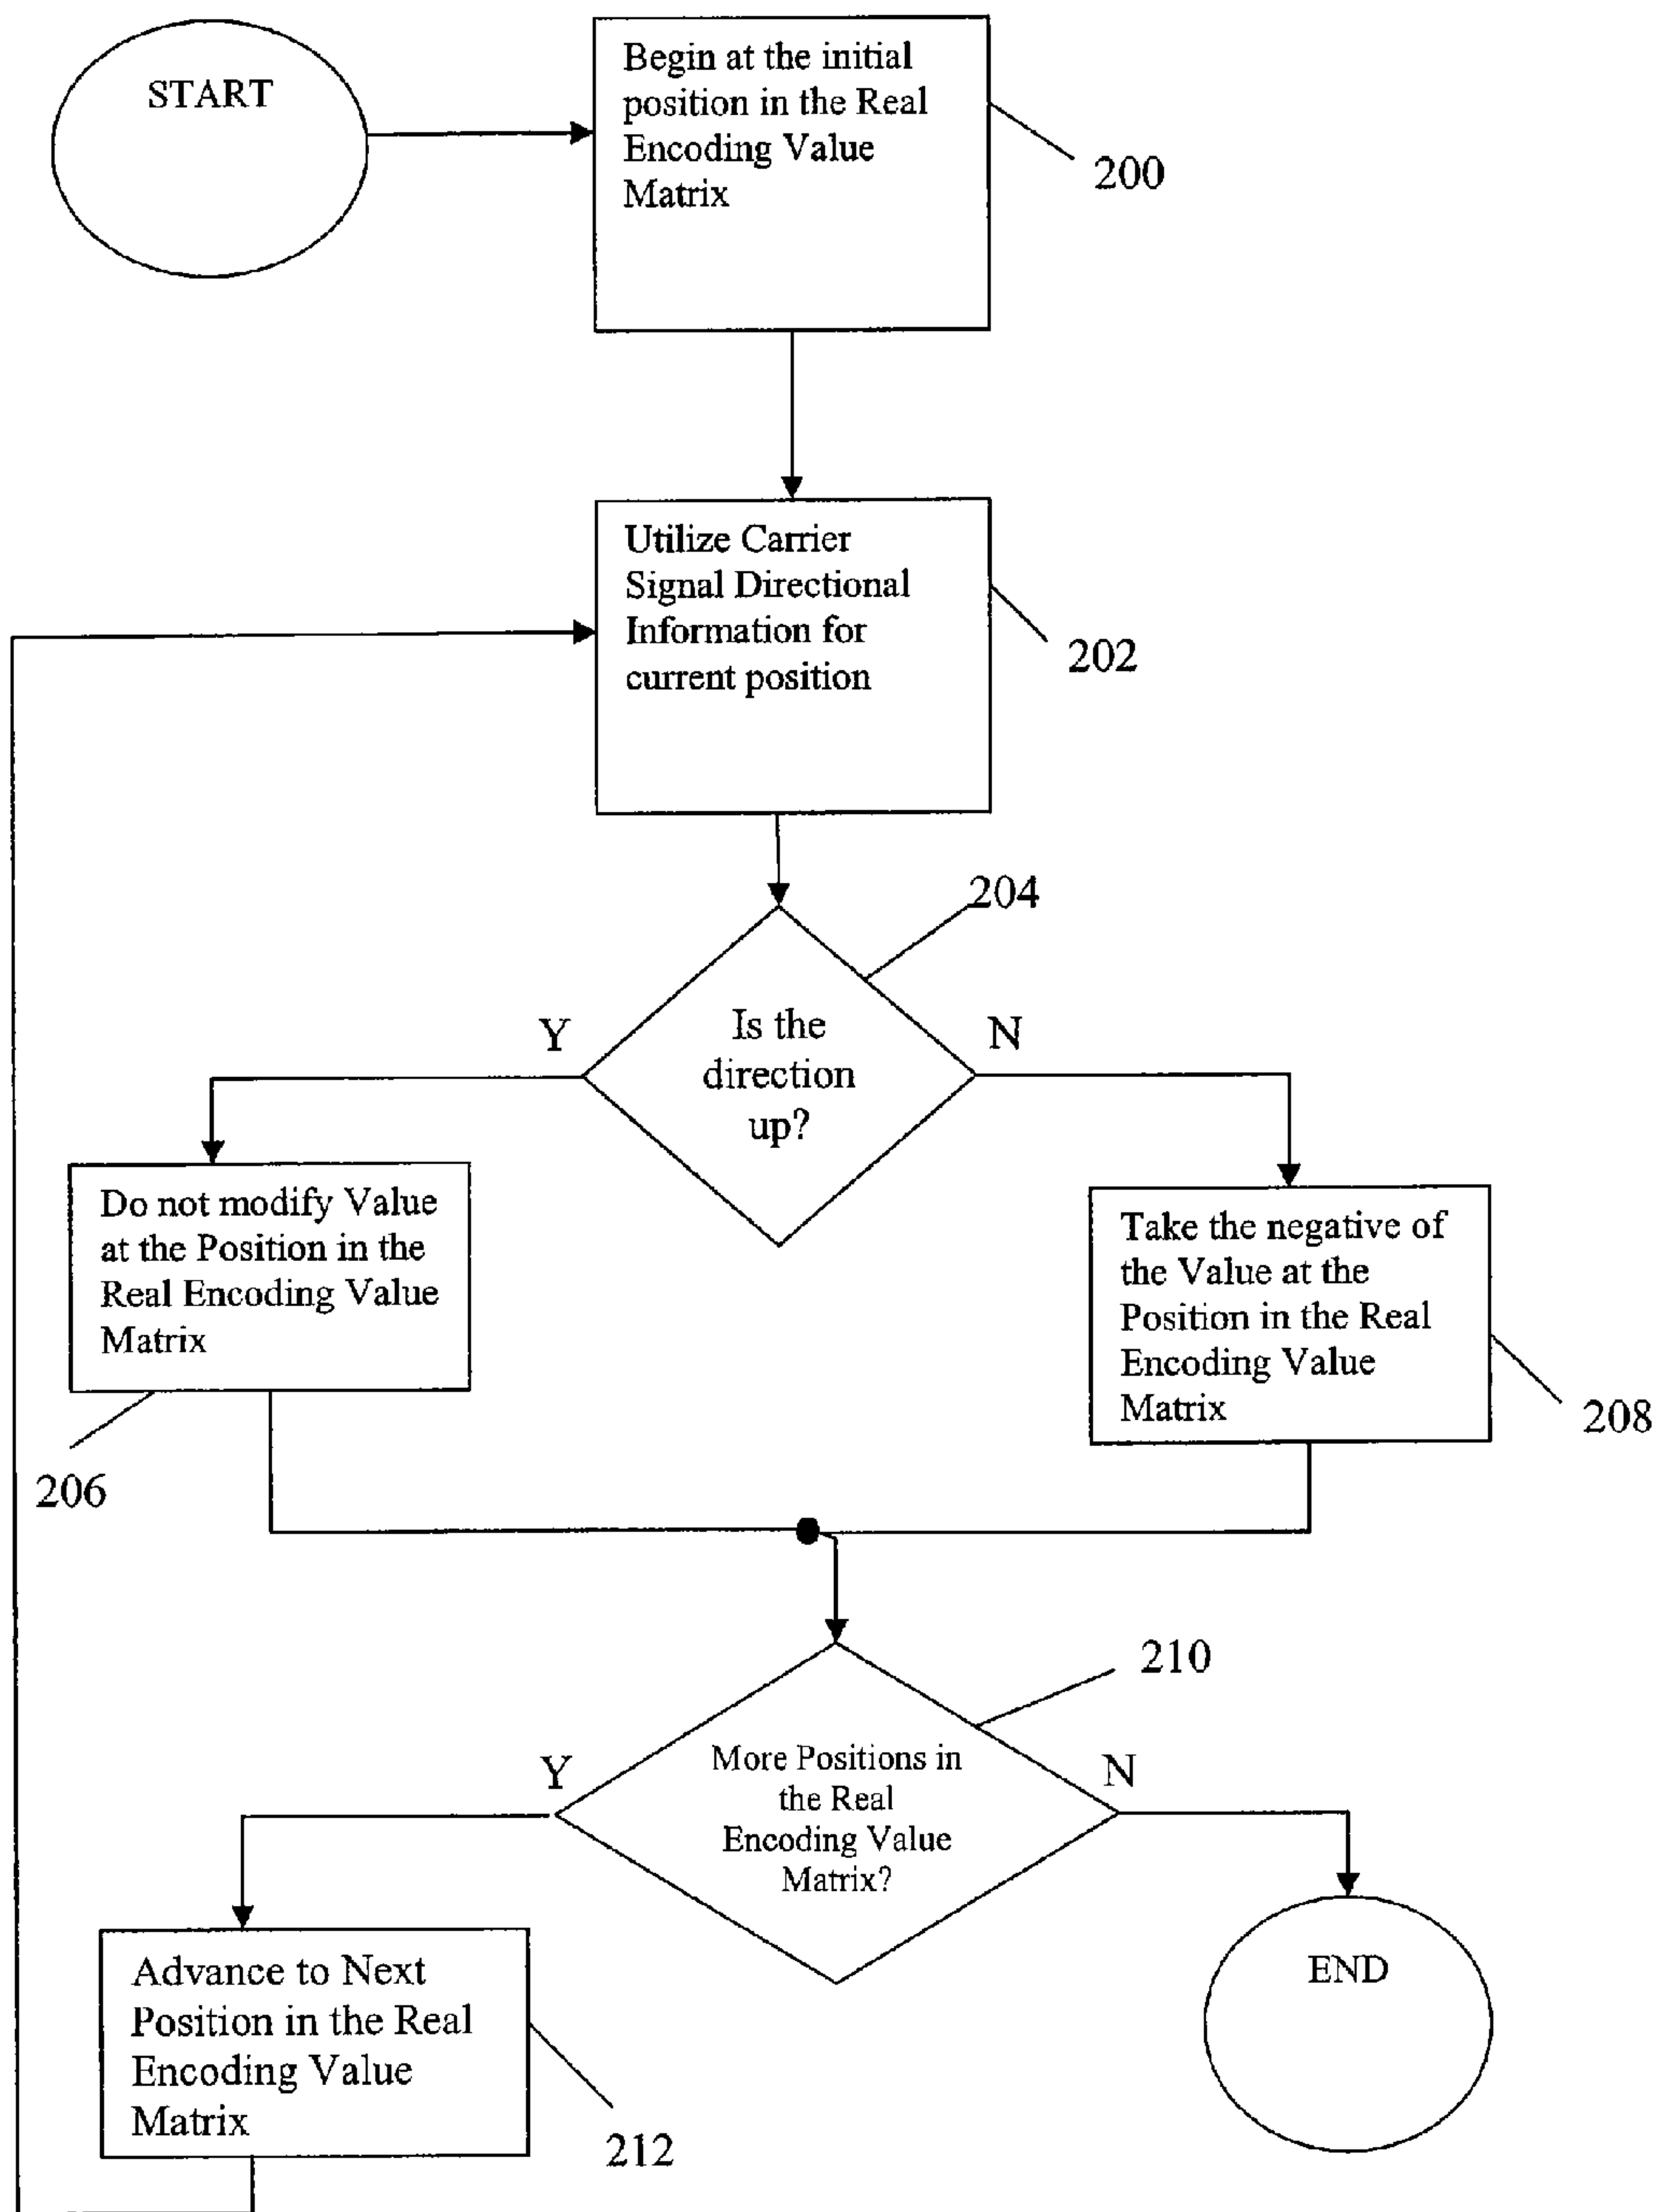 START
Begin at the initial
position in the Real
Encoding Value
Matrix
200
Utilize Carrier
Signal Directional
Information for
current position
202
204
Y
N
Is the
direction
up?
Do not modify Value
at the Position in the
Real Encoding Value
Matrix
206
Take the negative of
the Value at the
Position in the Real
Encoding Value
Matrix
208
210
Y
N
More Positions in
the Real
Encoding Value
Matrix?
Advance to Next
Position in the Real
Encoding Value
Matrix
212
END